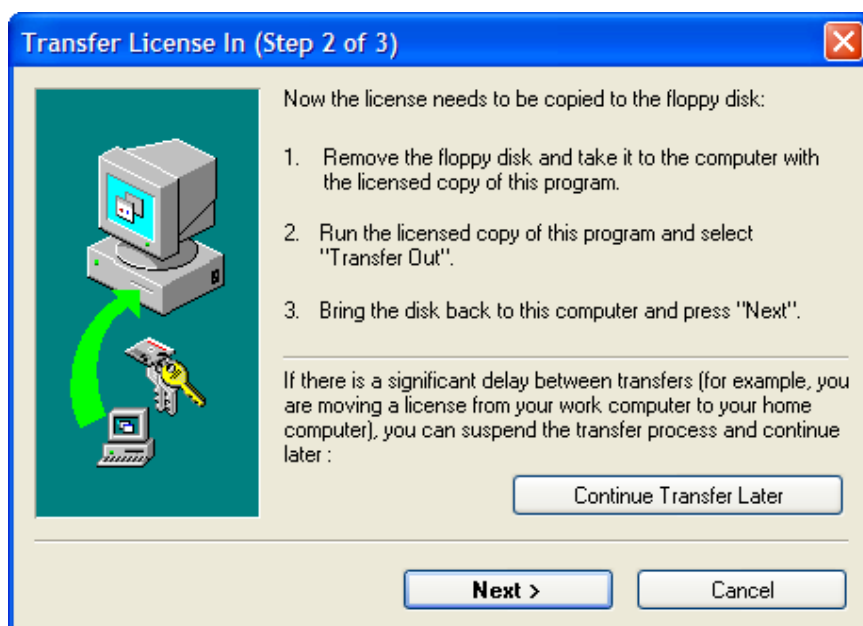 Transfer License In (Step 2 of 3)
Now the license needs to be copied to the floppy disk:
1. Remove the floppy disk and take it to the computer with
the licensed copy of this program.
2. Run the licensed copy of this program and select
"Transfer Out".
3. Bring the disk back to this computer and press "Next".
If there is a significant delay between transfers (for example, you
are moving a license from your work computer to your home
computer), you can suspend the transfer process and continue
later :
Continue Transfer Later
Next >
Cancel